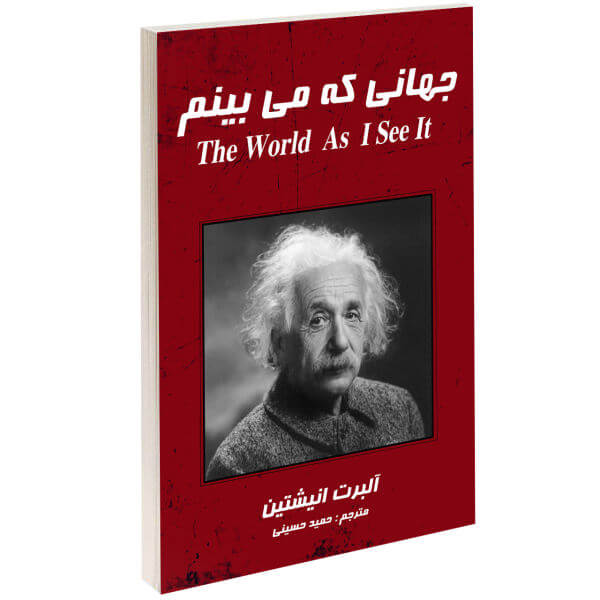 جهانی که می بینم
The World As I See It
آلبرت انیشتین
مترجم : حمید حسینی